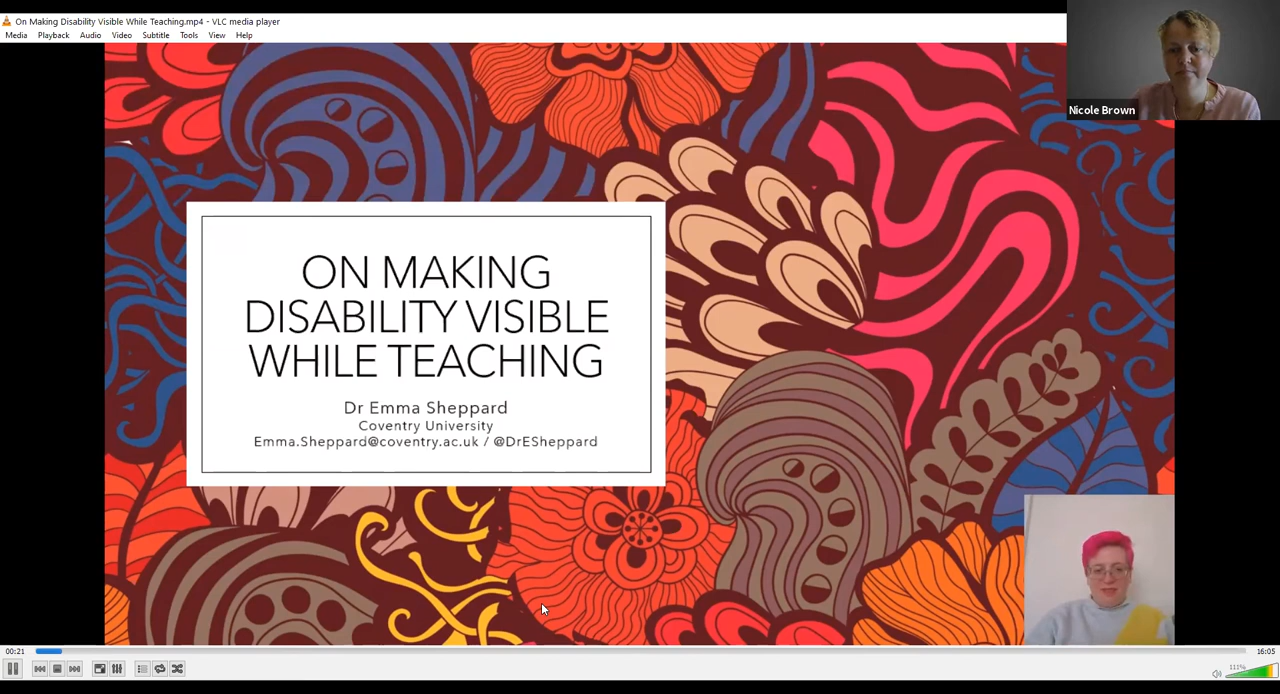 On Making Disability Visible While Teaching.mp4 - VLC media player
Media Playback Audio Video Subtitle Tools View Help
Nicole Brown
ON MAKING
DISABILITY VISIBLE
WHILE TEACHING
Dr Emma Sheppard
Coventry University
Emma.Sheppard@coventry.ac.uk / @DrESheppard
00:21
16:05
111%